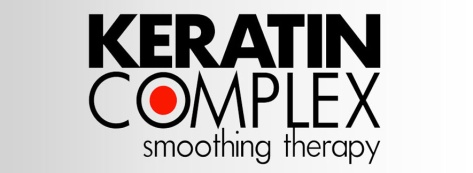 KERATIN
COMPLEX
smoothing therapy